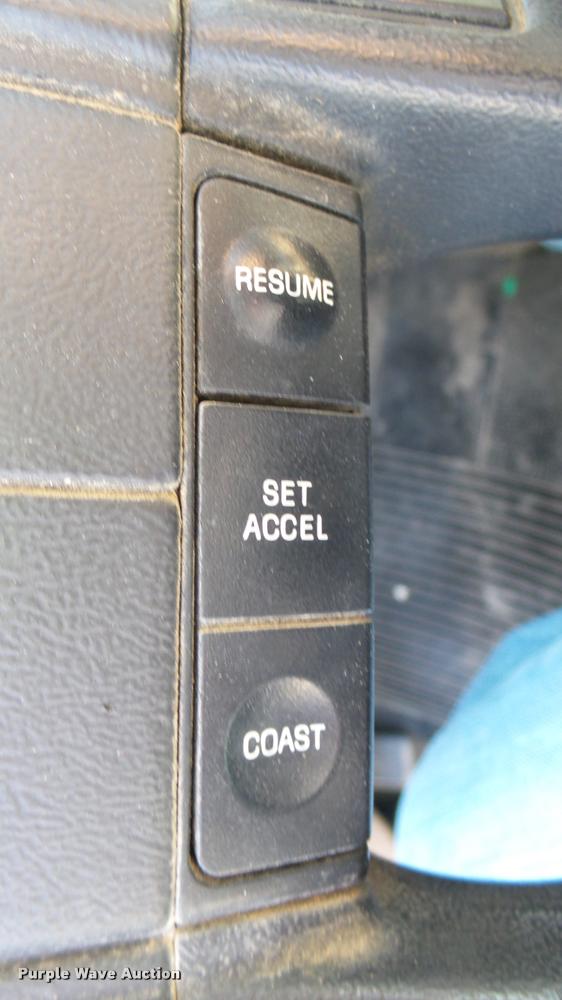 RESUME
SET
ACCEL
COAST
Purple Wave Auction